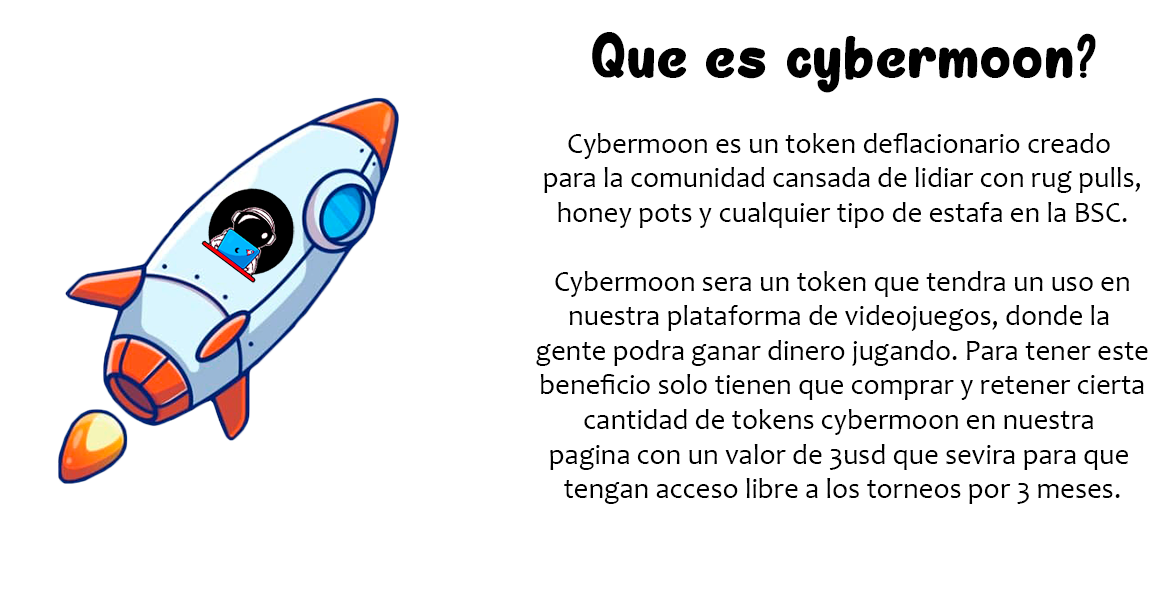 Que es cybermoon?
Cybermoon es un token deflacionario creado
para la comunidad cansada de lidiar con rug pulls,
honey pots y cualquier tipo de estafa en la BSC.
Cybermoon sera un token que tendra un uso en
nuestra plataforma de videojuegos, donde la
gente podra ganar dinero jugando. Para tener este
beneficio solo tienen que comprar y retener cierta
cantidad de tokens cybermoon en nuestra
pagina con un valor de 3usd que sevira para que
tengan acceso libre a los torneos por 3 meses.